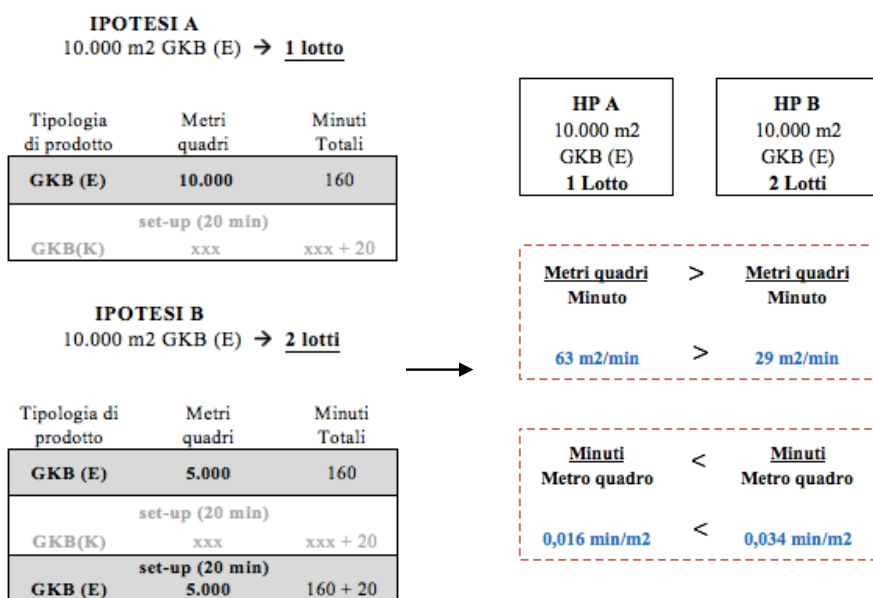 IPOTESI A
10.000 m2 GKB (E) → 1 lotto
Tipologia di prodotto Metri quadri Minuti Totali
GKB (E) 10.000 160
set-up (20 min)
GKB(K) xxx xxx + 20
IPOTESI B
10.000 m2 GKB (E) → 2 lotti
Tipologia di prodotto Metri quadri Minuti Totali
GKB (E) 5.000 160
set-up (20 min)
GKB(K) xxx xxx + 20
set-up (20 min)
GKB (E) 5.000 160 + 20
HP A
10.000 m2
GKB (E)
1 Lotto
HP B
10.000 m2
GKB (E)
2 Lotti
Metri quadri > Metri quadri
Minuto Minuto
63 m2/min > 29 m2/min
Minuti < Minuti
Metro quadro Metro quadro
0,016 min/m2 < 0,034 min/m2